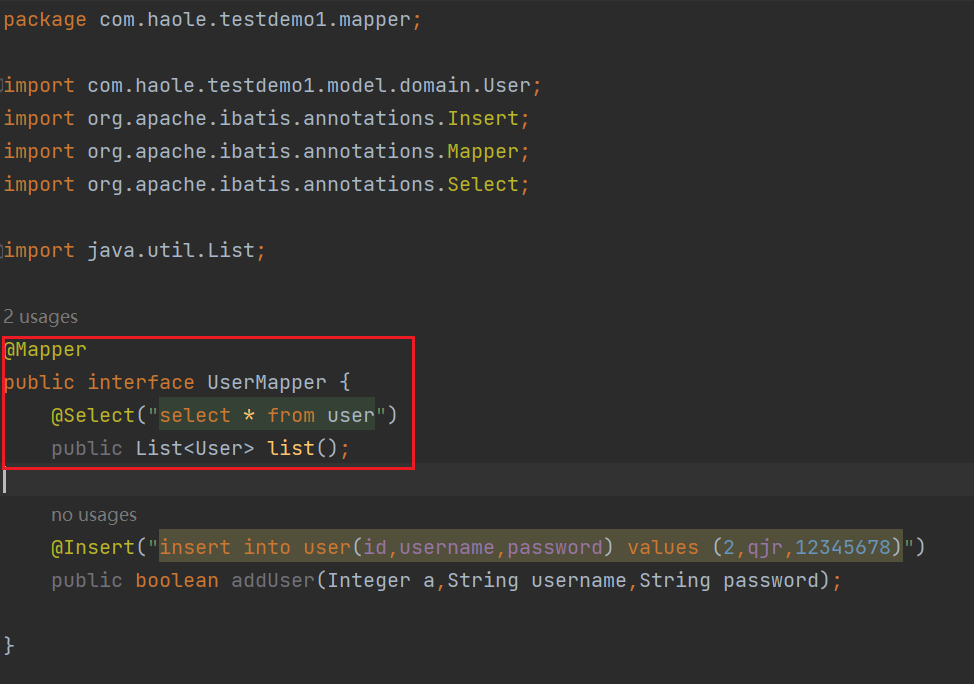 package com.haole.testdemo1.mapper;
import com.haole.testdemo1.model.domain.User;
import org.apache.ibatis.annotations.Insert;
import org.apache.ibatis.annotations.Mapper;
import org.apache.ibatis.annotations.Select;
import java.util.List;
2 usages
@Mapper
public interface UserMapper {
@Select("select * from user")
public List<User> list();
no usages
@Insert("insert into user(id,username,password) values (2,qjr,12345678)")
public boolean addUser(Integer a,String username,String password);
}